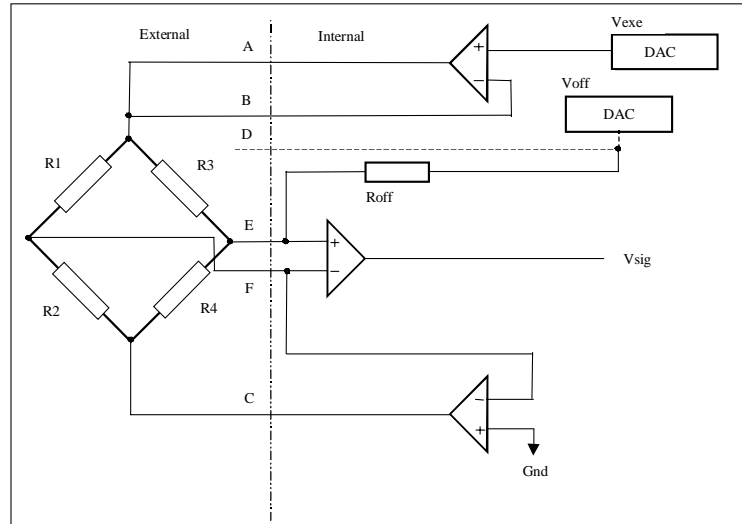 Vexe
External
Internal
A
+
−
DAC
Voff
B
DAC
D
R1
R3
Roff
E
+
−
Vsig
F
R2
R4
C
−
+
Gnd